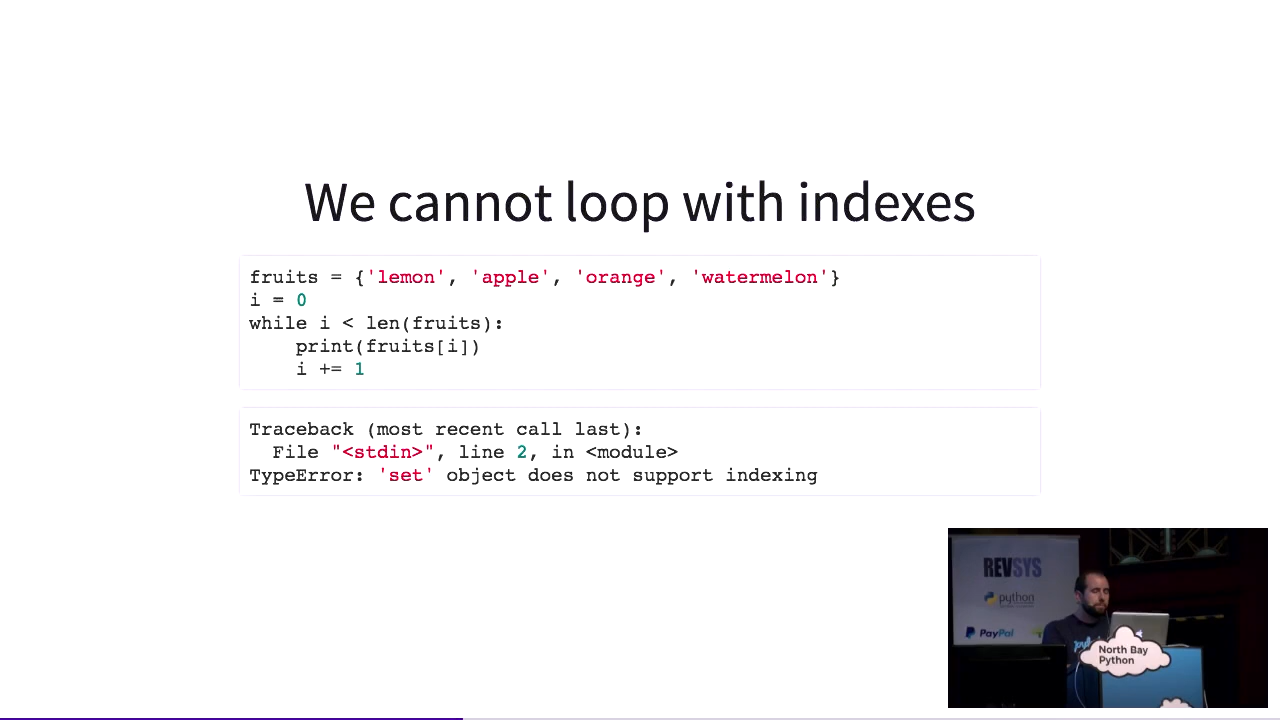 We cannot loop with indexes
fruits = {'lemon', 'apple', 'orange', 'watermelon'}
i = 0
while i < len(fruits):
    print(fruits[i])
    i += 1
Traceback (most recent call last):
  File "<stdin>", line 2, in <module>
TypeError: 'set' object does not support indexing
REVSYS
python
PayPal
North Bay
Python